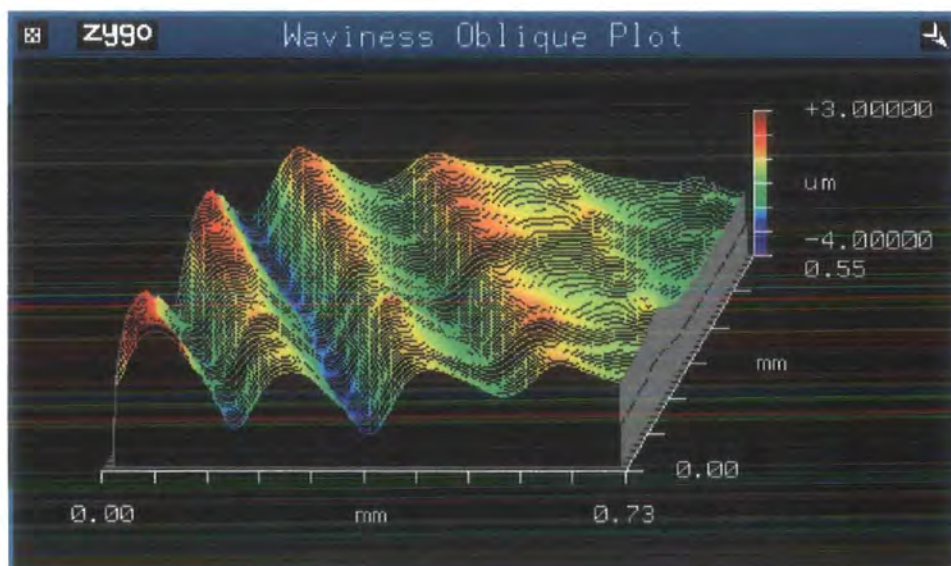 zygo Waviness Oblique Plot
+3.00000
um
-4.00000
0.55
mm
0.00
0.00 mm 0.73